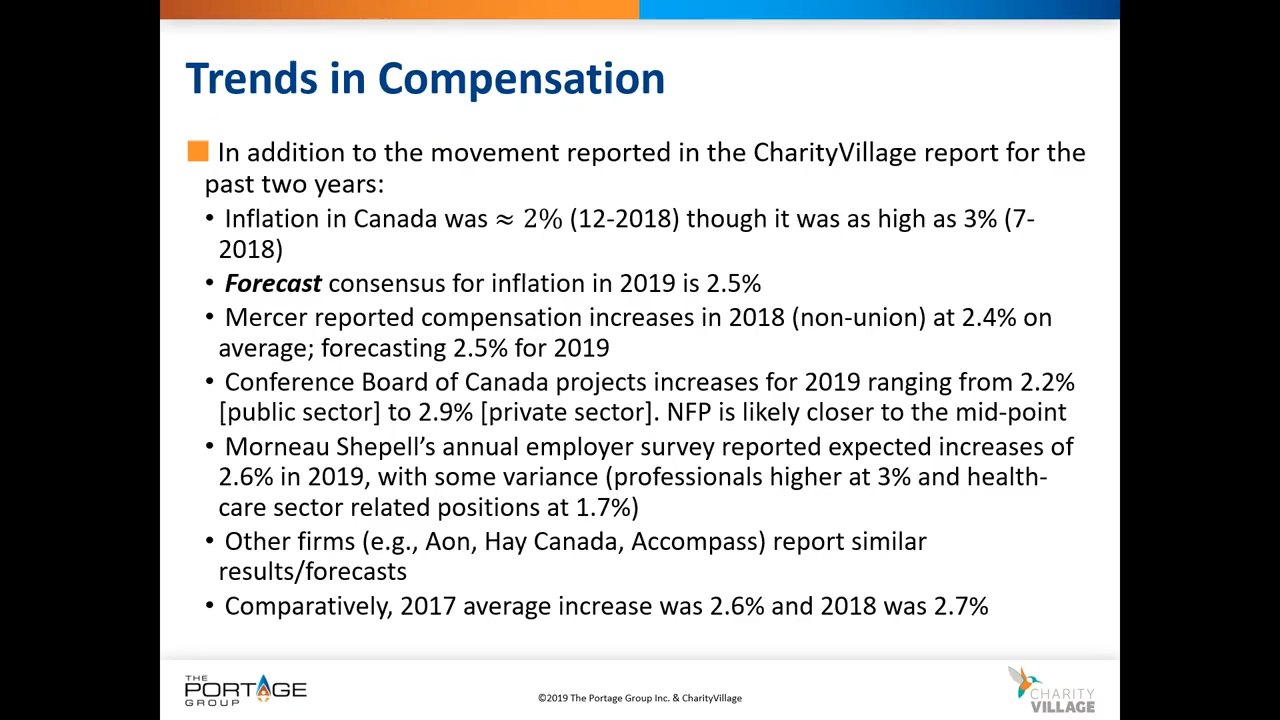 Trends in Compensation
In addition to the movement reported in the CharityVillage report for the
past two years:
• Inflation in Canada was ≈ 2% (12-2018) though it was as high as 3% (7-
2018)
• Forecast consensus for inflation in 2019 is 2.5%
• Mercer reported compensation increases in 2018 (non-union) at 2.4% on
average; forecasting 2.5% for 2019
• Conference Board of Canada projects increases for 2019 ranging from 2.2%
[public sector] to 2.9% [private sector]. NFP is likely closer to the mid-point
• Morneau Shepell’s annual employer survey reported expected increases of
2.6% in 2019, with some variance (professionals higher at 3% and health-
care sector related positions at 1.7%)
• Other firms (e.g., Aon, Hay Canada, Accompass) report similar
results/forecasts
• Comparatively, 2017 average increase was 2.6% and 2018 was 2.7%
THE
PORTAGE
GROUP
©2019 The Portage Group Inc. & CharityVillage
CHARITY
VILLAGE